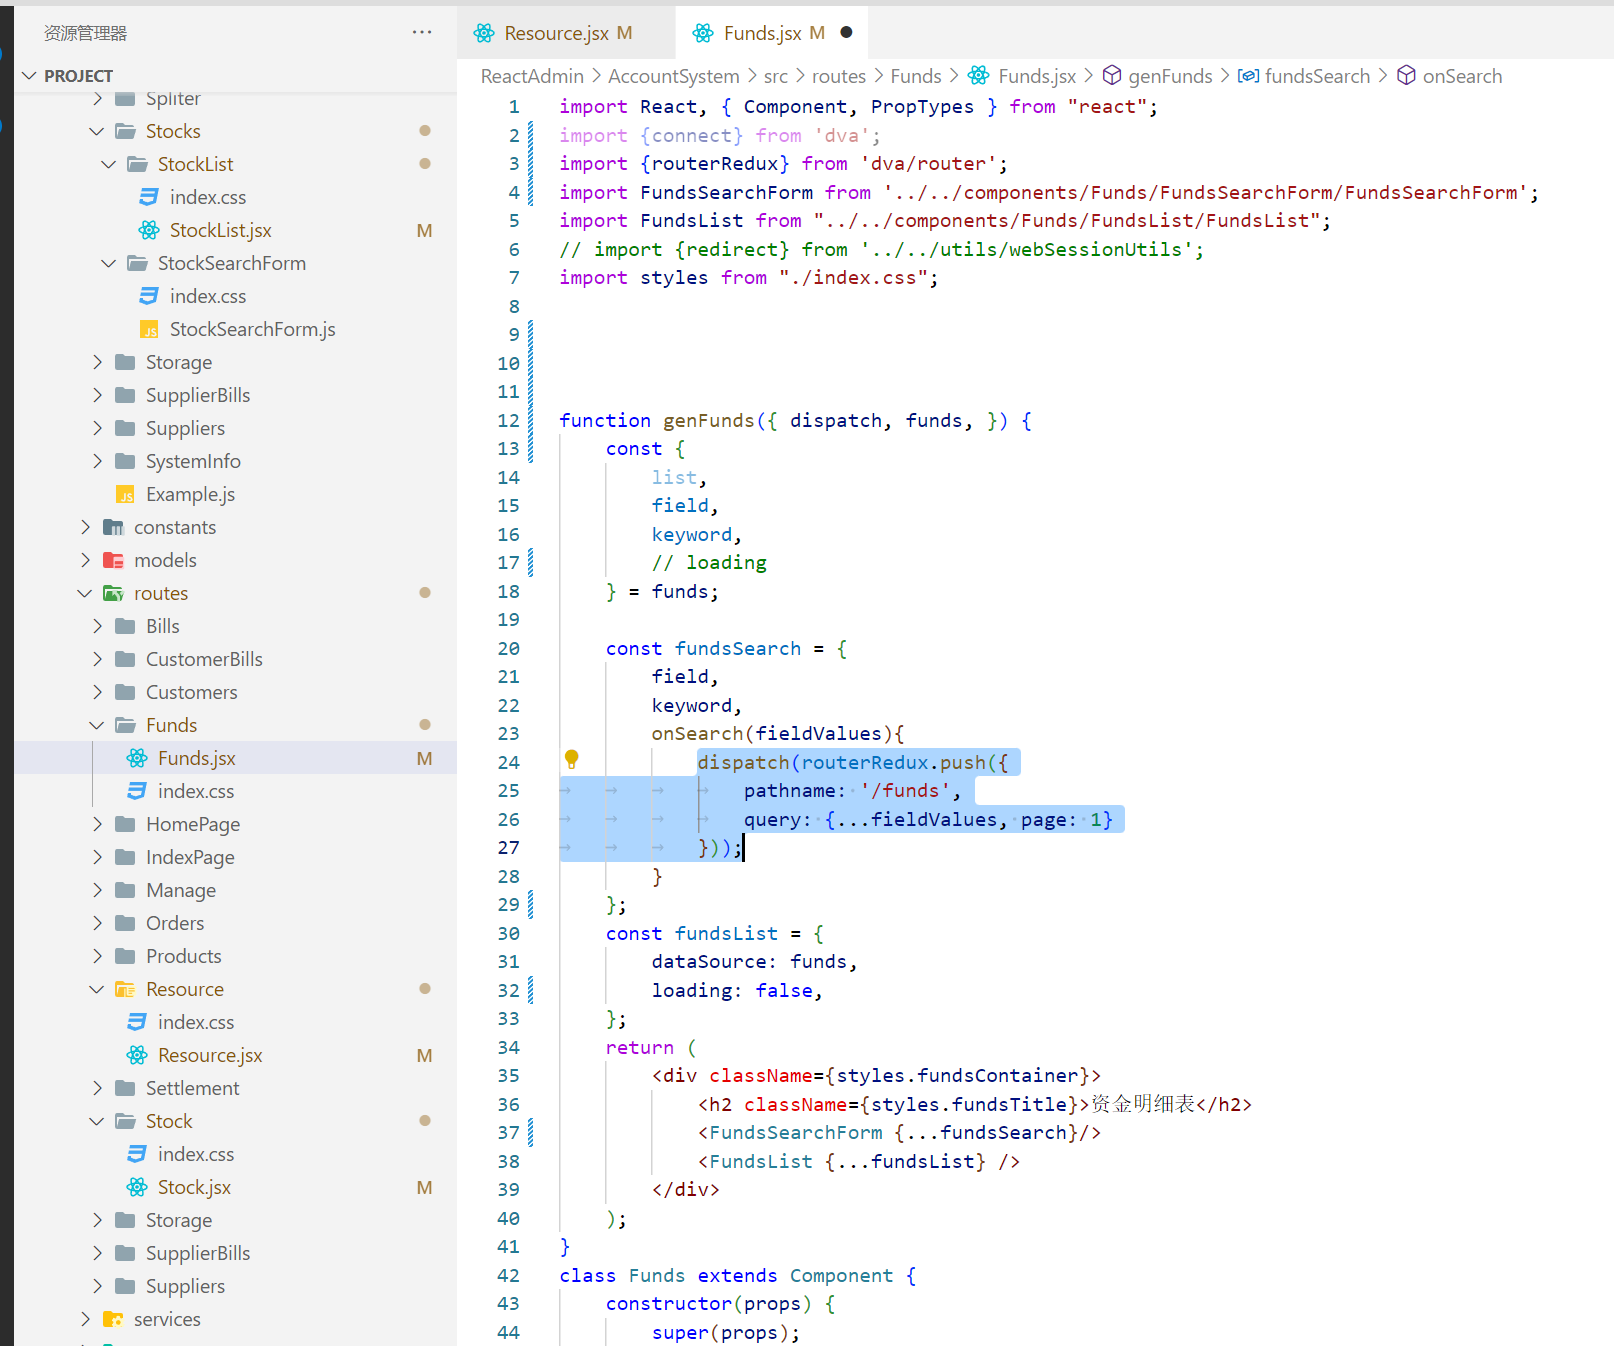 资源管理器
PROJECT
Spliter
Stocks
StockList
index.css
StockList.jsx M
StockSearchForm
index.css
StockSearchForm.js
Storage
SupplierBills
Suppliers
SystemInfo
Example.js
constants
models
routes
Bills
CustomerBills
Customers
Funds
Funds.jsx M
index.css
HomePage
IndexPage
Manage
Orders
Products
Resource
index.css
Resource.jsx M
Settlement
Stock
index.css
Stock.jsx M
Storage
SupplierBills
Suppliers
services
Resource.jsx M
Funds.jsx M
ReactAdmin > AccountSystem > src > routes > Funds > Funds.jsx > genFunds > fundsSearch > onSearch
1 import React, { Component, PropTypes } from "react";
2 import {connect} from 'dva';
3 import {routerRedux} from 'dva/router';
4 import FundsSearchForm from '../../components/Funds/FundsSearchForm/FundsSearchForm';
5 import FundsList from "../../components/Funds/FundsList/FundsList";
6 // import {redirect} from '../../utils/webSessionUtils';
7 import styles from "./index.css";
8
9
10
11
12 function genFunds({ dispatch, funds, }) {
13 const {
14 list,
15 field,
16 keyword,
17 // loading
18 } = funds;
19
20 const fundsSearch = {
21 field,
22 keyword,
23 onSearch(fieldValues){
24 dispatch(routerRedux.push({
25 pathname: '/funds',
26 query: {...fieldValues, page: 1}
27 }));
28 }
29 };
30 const fundsList = {
31 dataSource: funds,
32 loading: false,
33 };
34 return (
35 <div className={styles.fundsContainer}>
36 <h2 className={styles.fundsTitle}>资金明细表</h2>
37 <FundsSearchForm {...fundsSearch}/>
38 <FundsList {...fundsList} />
39 </div>
40 );
41 }
42 class Funds extends Component {
43 constructor(props) {
44 super(props);